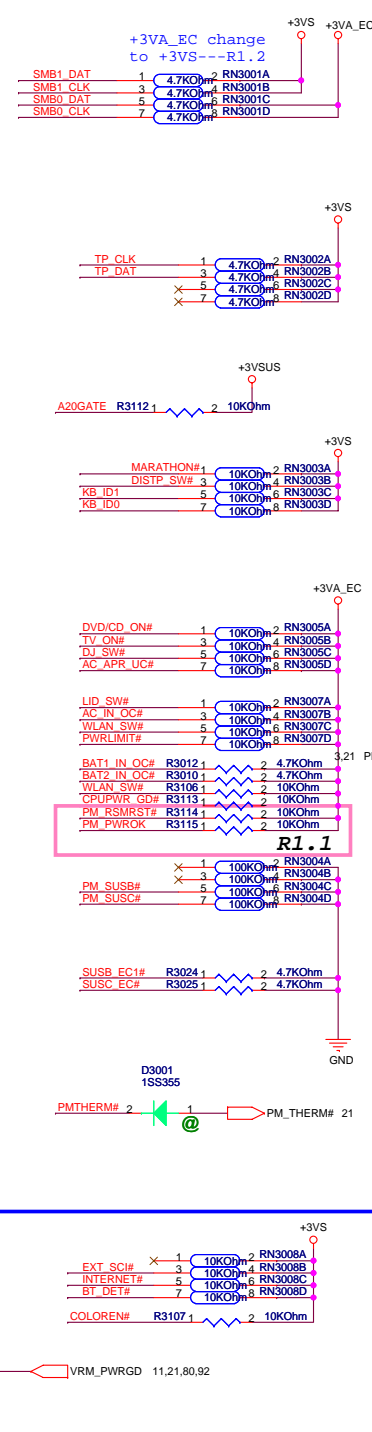 +3VS +3VA_EC
+3VA_EC change
to +3VS---R1.2
SMB1_DAT 1 4.7KOhm 2 RN3001A
SMB1_CLK 3 4.7KOhm 4 RN3001B
SMB0_DAT 5 4.7KOhm 6 RN3001C
SMB0_CLK 7 4.7KOhm 8 RN3001D
+3VS
TP_CLK 1 4.7KOhm 2 RN3002A
TP_DAT 3 4.7KOhm 4 RN3002B
5 4.7KOhm 6 RN3002C
7 4.7KOhm 8 RN3002D
+3VSUS
A20GATE R3112 1 2 10KOhm
+3VS
MARATHON# 1 10KOhm 2 RN3003A
DISTP_SW# 3 10KOhm 4 RN3003B
KB_ID1 5 10KOhm 6 RN3003C
KB_ID0 7 10KOhm 8 RN3003D
+3VA_EC
DVD/CD_ON# 1 10KOhm 2 RN3005A
TV_ON# 3 10KOhm 4 RN3005B
DJ_SW# 5 10KOhm 6 RN3005C
AC_APR_UC# 7 10KOhm 8 RN3005D
LID_SW# 1 10KOhm 2 RN3007A
AC_IN_OC# 3 10KOhm 4 RN3007B
WLAN_SW# 5 10KOhm 6 RN3007C
PWRLIMIT# 7 10KOhm 8 RN3007D
3,21
BAT1_IN_OC# R3012 1 2 4.7KOhm
BAT2_IN_OC# R3010 1 2 4.7KOhm
WLAN_SW# R3106 1 2 10KOhm
CPUPWR_GD# R3113 1 2 10KOhm
PM_RSMRST# R3114 1 2 10KOhm
PM_PWROK R3115 1 2 10KOhm
R1.1
1 100KOhm 2 RN3004A
3 100KOhm 4 RN3004B
PM_SUSB# 5 100KOhm 6 RN3004C
PM_SUSC# 7 100KOhm 8 RN3004D
SUSB_EC1# R3024 1 2 4.7KOhm
SUSC_EC# R3025 1 2 4.7KOhm
GND
D3001
1SS355
PMTHERM# 2 1 PM_THERM# 21
@
+3VS
1 10KOhm 2 RN3008A
EXT_SCI# 3 10KOhm 4 RN3008B
INTERNET# 5 10KOhm 6 RN3008C
BT_DET# 7 10KOhm 8 RN3008D
COLOREN# R3107 1 2 10KOhm
VRM_PWRGD 11,21,80,92